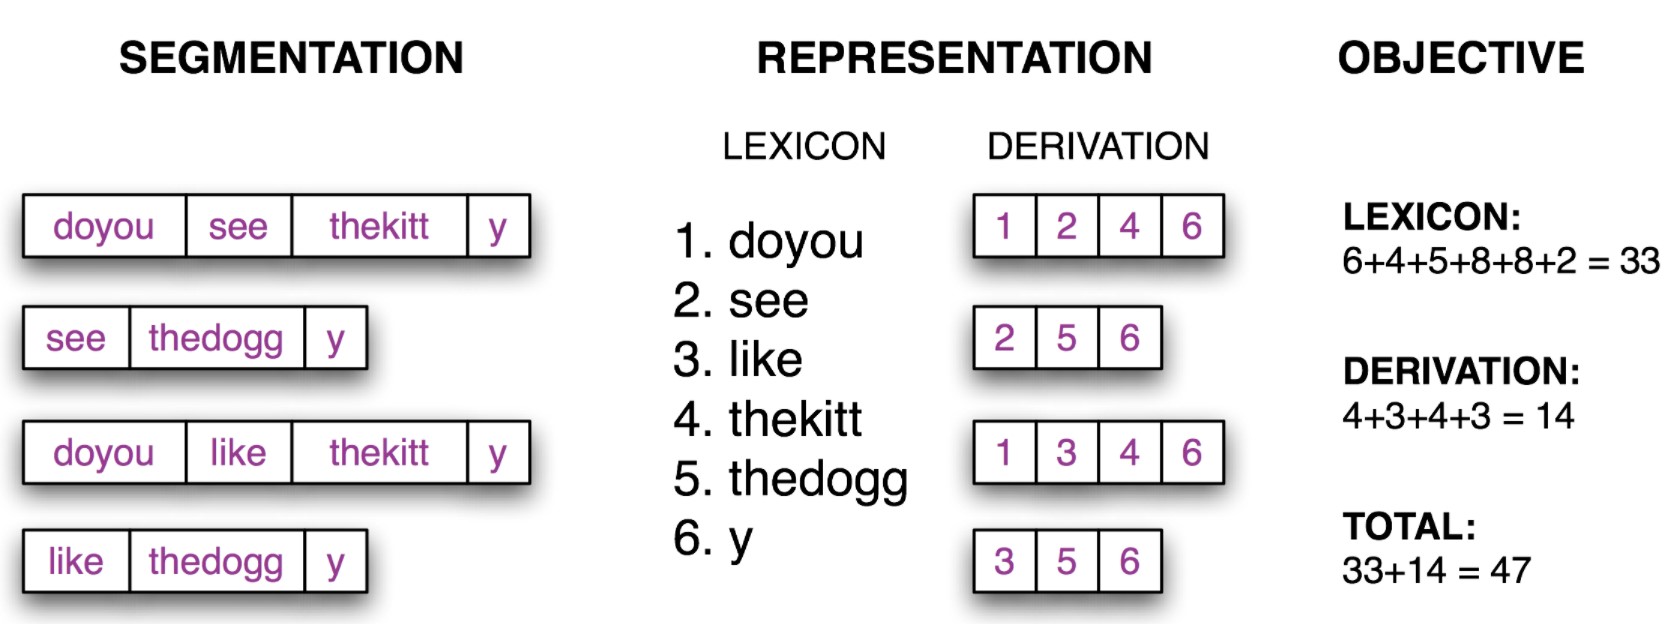 SEGMENTATION
doyou see thekitt y
see thedogg y
doyou like thekitt y
like thedogg y
REPRESENTATION
LEXICON
1. doyou
2. see
3. like
4. thekitt
5. thedogg
6. y
DERIVATION
1 2 4 6
2 5 6
1 3 4 6
3 5 6
OBJECTIVE
LEXICON:
6+4+5+8+8+2 = 33
DERIVATION:
4+3+4+3 = 14
TOTAL:
33+14 = 47